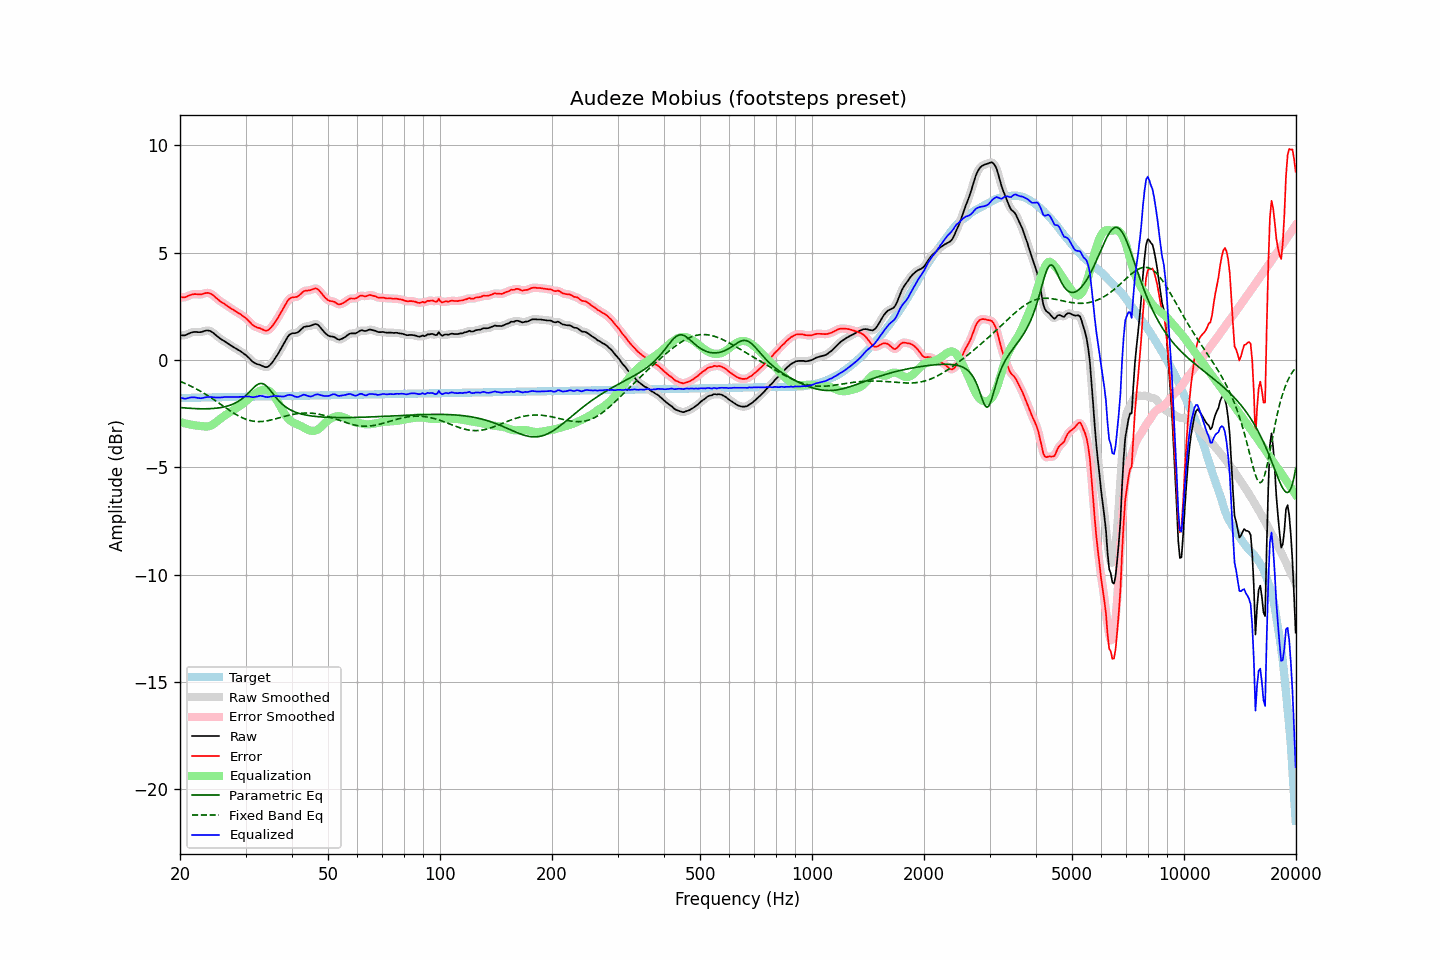 Audeze Mobius (footsteps preset)
Amplitude (dBr)
10
5
0
−5
−10
−15
−20
Target
Raw Smoothed
Error Smoothed
Raw
Error
Equalization
Parametric Eq
Fixed Band Eq
Equalized
20 50 100 200 500 1000 2000 5000 10000 20000
Frequency (Hz)